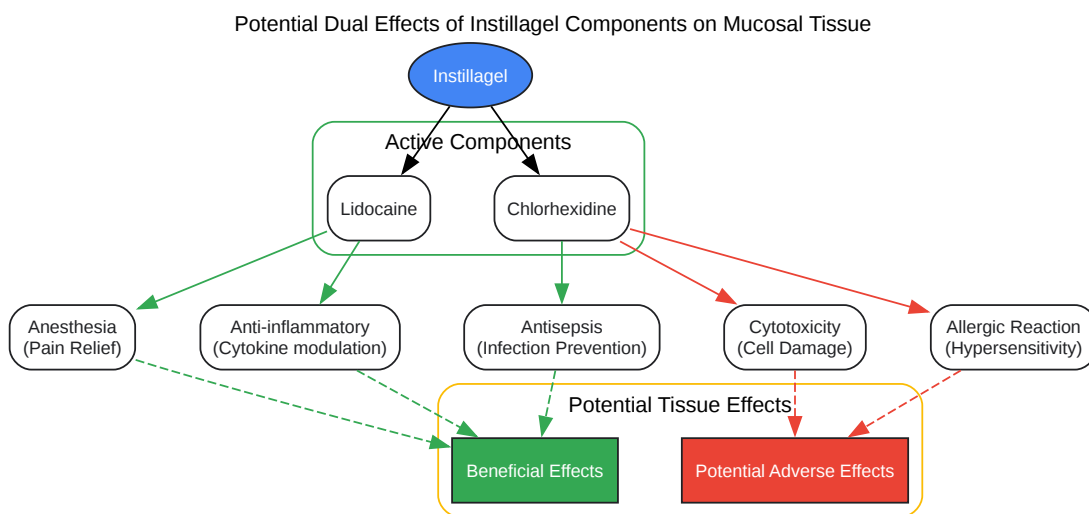 Potential Dual Effects of Instillagel Components on Mucosal Tissue
Instillagel
Active Components
Lidocaine
Chlorhexidine
Anesthesia
(Pain Relief)
Anti-inflammatory
(Cytokine modulation)
Antisepsis
(Infection Prevention)
Cytotoxicity
(Cell Damage)
Allergic Reaction
(Hypersensitivity)
Potential Tissue Effects
Beneficial Effects
Potential Adverse Effects